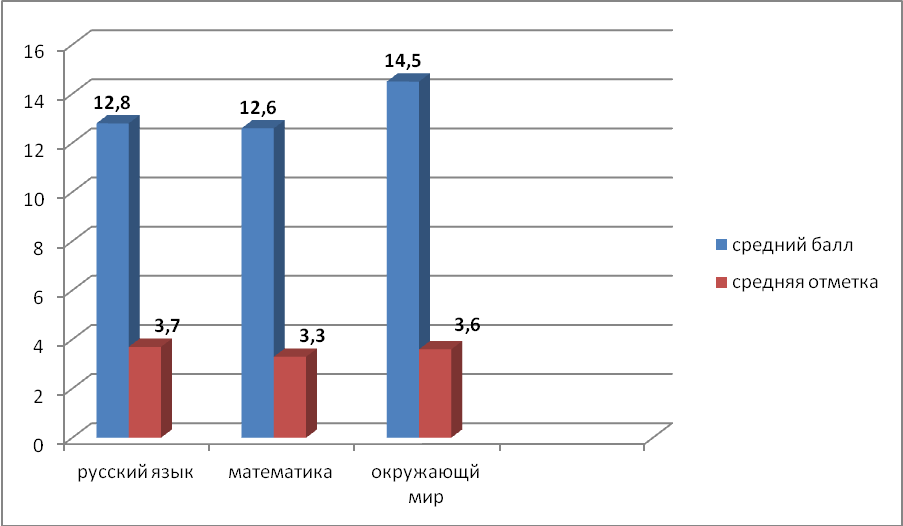 16
14
12
10
8
6
4
2
0
12,8
3,7
12,6
3,3
14,5
3,6
русский язык
математика
окружающй
мир
средний балл
средняя отметка